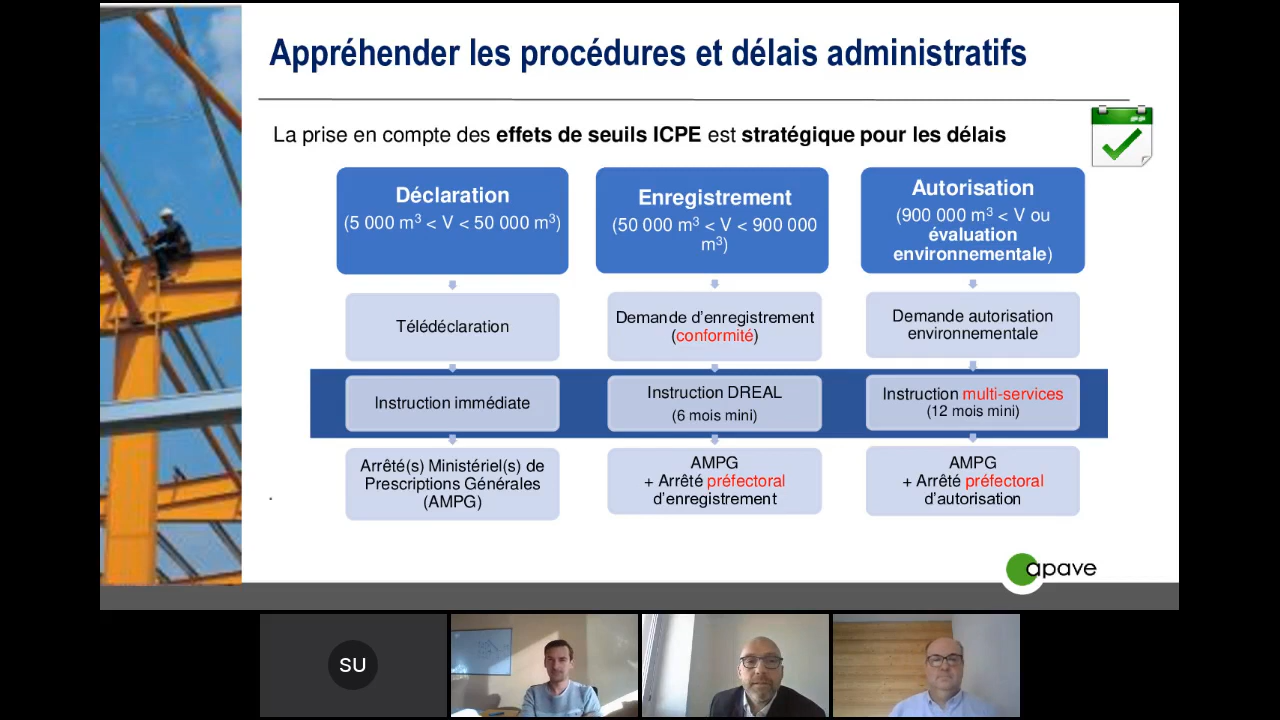 Appréhender les procédures et délais administratifs
La prise en compte des effets de seuils ICPE est stratégique pour les délais
Déclaration
(5 000 m³ < V < 50 000 m³)
Enregistrement
(50 000 m³ < V < 900 000
m³)
Autorisation
(900 000 m³ < V ou
évaluation
environnementale)
Télédéclaration
Demande d'enregistrement
(conformité)
Demande autorisation
environnementale
Instruction immédiate
Instruction DREAL
(6 mois mini)
Instruction multi-services
(12 mois mini)
Arrêté(s) Ministériel(s) de
Prescriptions Générales
(AMPG)
AMPG
+ Arrêté préfectoral
d'enregistrement
AMPG
+ Arrêté préfectoral
d'autorisation
.
apave
SU